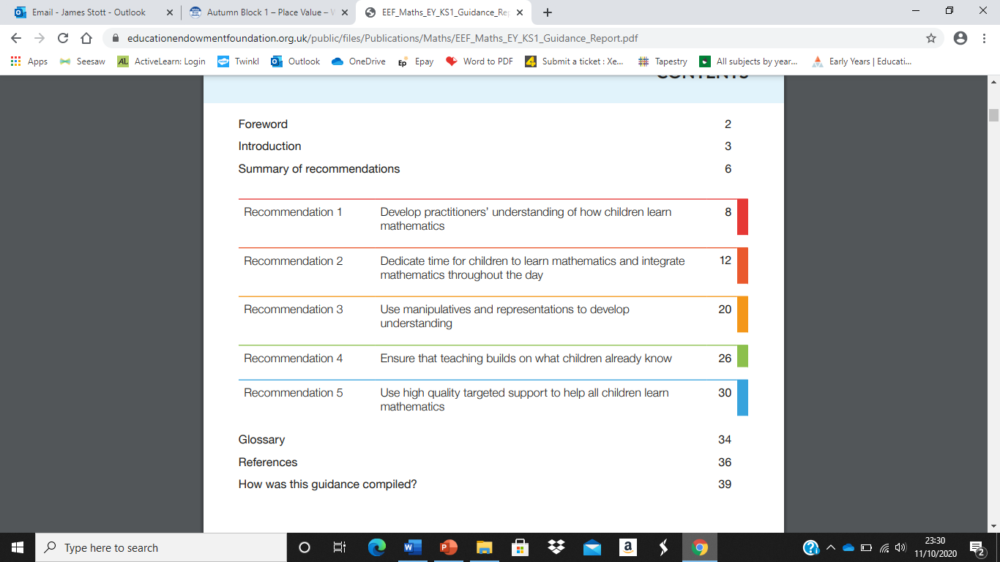 Email - James Stott - Outlook
Autumn Block 1 – Place Value –
EEF_Maths_EY_KS1_Guidance_Re
educationendowmentfoundation.org.uk/public/files/Publications/Maths/EEF_Maths_EY_KS1_Guidance_Report.pdf
Apps Seesaw AL ActiveLearn: Login Twinkl Outlook OneDrive Ep Epay Word to PDF 4 Submit a ticket : Xe... Tapestry All subjects by year... Early Years | Educati...
CONTENTS
Foreword 2
Introduction 3
Summary of recommendations 6
Recommendation 1 Develop practitioners' understanding of how children learn 8
mathematics
Recommendation 2 Dedicate time for children to learn mathematics and integrate 12
mathematics throughout the day
Recommendation 3 Use manipulatives and representations to develop 20
understanding
Recommendation 4 Ensure that teaching builds on what children already know 26
Recommendation 5 Use high quality targeted support to help all children learn 30
mathematics
Glossary 34
References 36
How was this guidance compiled? 39
Type here to search
23:30
11/10/2020
2